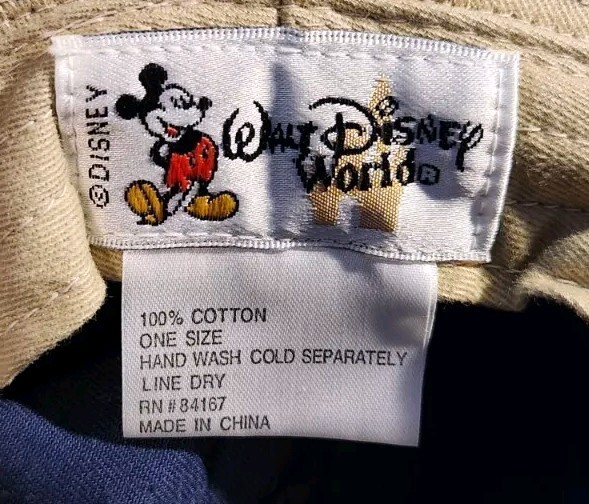 ©DISNEY
WALT DISNEY
World®
100% COTTON
ONE SIZE
HAND WASH COLD SEPARATELY
LINE DRY
RN # 84167
MADE IN CHINA